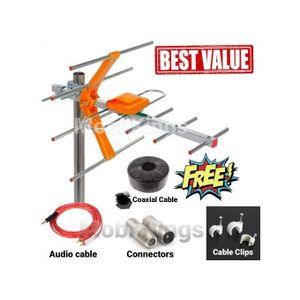 BEST VALUE
FREE!
Coaxial Cable
Audio cable
Connectors
Cable Clips